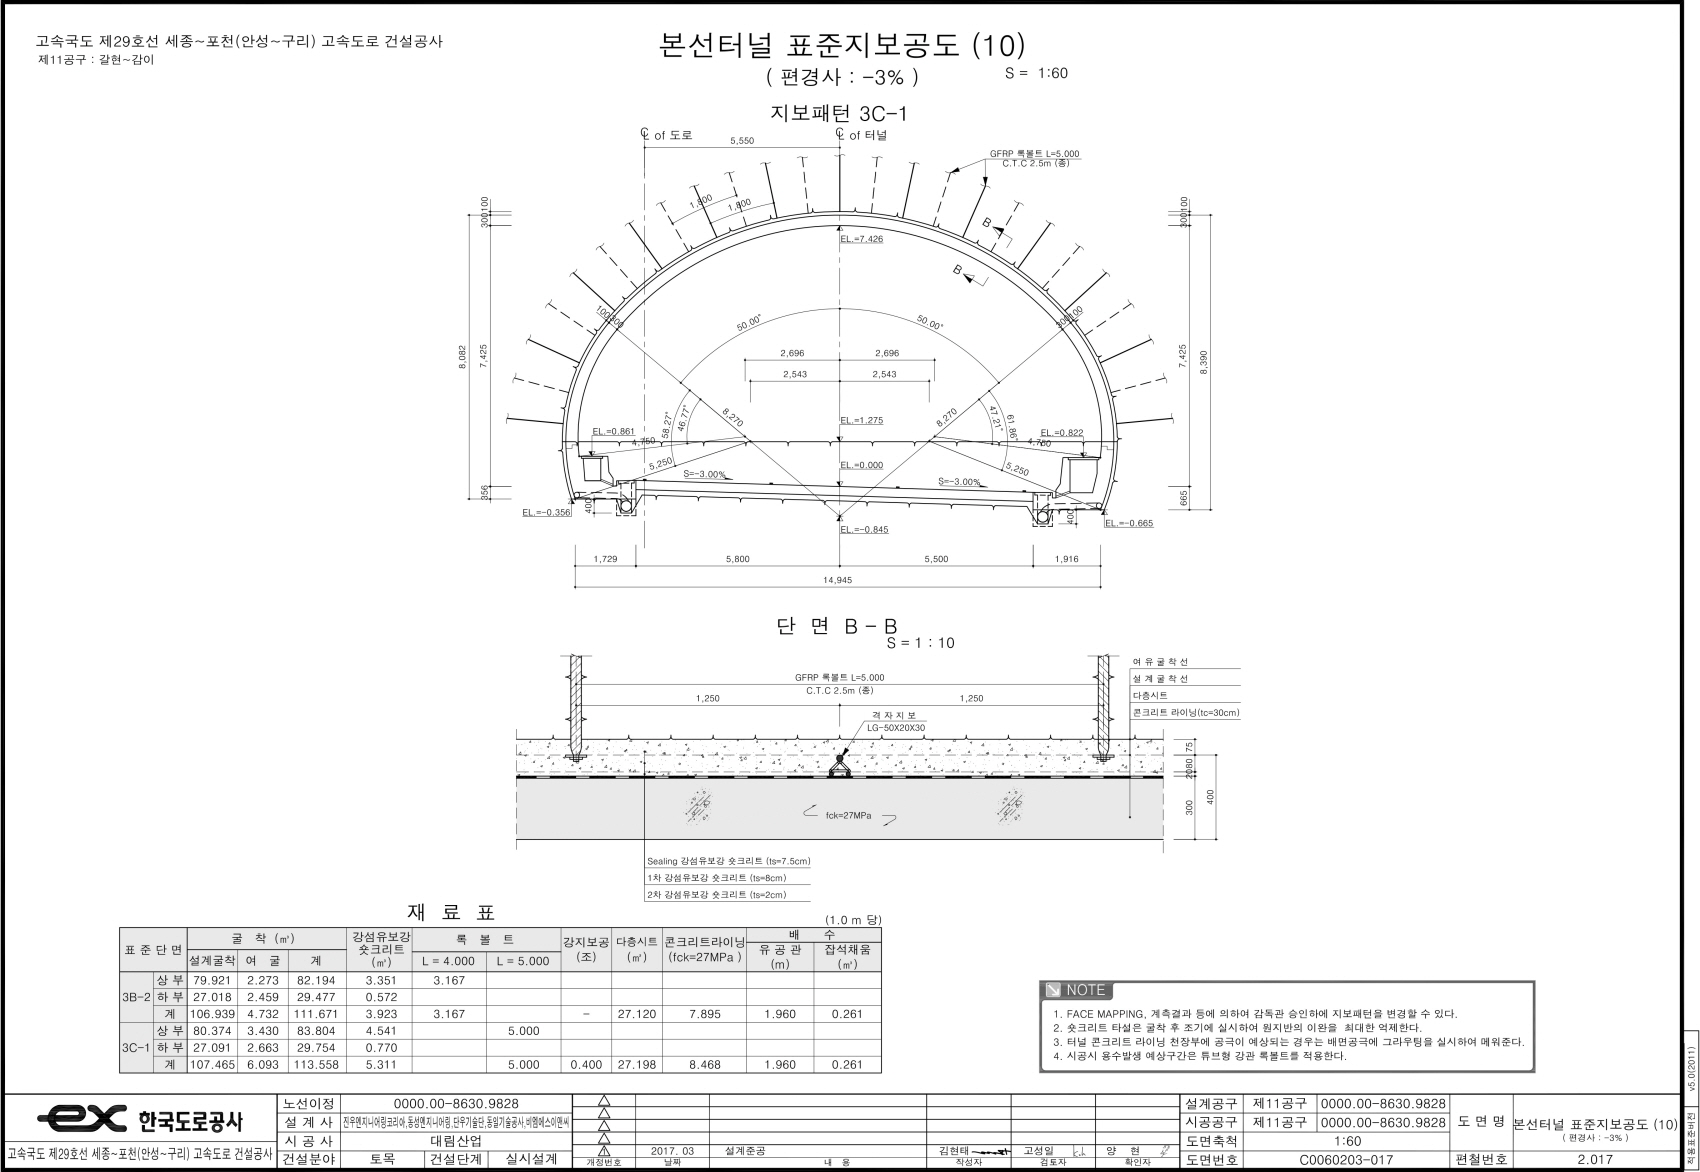 고속국도 제29호선 세종~포천(안성~구리) 고속도로 건설공사
제11공구 : 갈현~감이
본선터널 표준지보공도 (10)
( 편경사 : -3% )
S = 1:60
지보패턴 3C-1
℄ of 도로
℄ of 터널
5,550
GFRP 록볼트 L=5.000
C.T.C 2.5m (종)
1,800
1,800
300100
300100
B
B
EL.=7.426
100300
300100
50.00°
50.00°
8,082
7,425
7,425
8,390
2,696
2,696
2,543
2,543
58.27°
46.77°
8,270
8,270
47.21°
61.86°
EL.=1.275
EL.=0.861
EL.=0.822
4,750
4,750
5,250
5,250
EL.=0.000
S=-3.00%
S=-3.00%
356
665
400
400
EL.=-0.356
EL.=-0.665
EL.=-0.845
1,729
5,800
5,500
1,916
14,945
단 면 B - B
S = 1 : 10
GFRP 록볼트 L=5.000
C.T.C 2.5m (종)
1,250
1,250
격 자 지 보
LG-50X20X30
여 유 굴 착 선
설 계 굴 착 선
다층시트
콘크리트 라이닝(tc=30cm)
75
2080
300
400
fck=27MPa
Sealing 강섬유보강 숏크리트 (ts=7.5cm)
1차 강섬유보강 숏크리트 (ts=8cm)
2차 강섬유보강 숏크리트 (ts=2cm)
재 료 표
(1.0 m 당)
표 준 단 면 굴 착 (㎥) 강섬유보강 숏크리트 (㎥) 록 볼 트 강지보공 (조) 다층시트 (㎡) 콘크리트라이닝 (fck=27MPa ) 배 수
설계굴착 여 굴 계 L = 4.000 L = 5.000 유 공 관 (m) 잡석채움 (㎥)
3B-2 상 부 79.921 2.273 82.194 3.351 3.167
하 부 27.018 2.459 29.477 0.572
계 106.939 4.732 111.671 3.923 3.167 - 27.120 7.895 1.960 0.261
3C-1 상 부 80.374 3.430 83.804 4.541 5.000
하 부 27.091 2.663 29.754 0.770
계 107.465 6.093 113.558 5.311 5.000 0.400 27.198 8.468 1.960 0.261
NOTE
1. FACE MAPPING, 계측결과 등에 의하여 감독관 승인하에 지보패턴을 변경할 수 있다.
2. 숏크리트 타설은 굴착 후 조기에 실시하여 원지반의 이완을 최대한 억제한다.
3. 터널 콘크리트 라이닝 천장부에 공극이 예상되는 경우는 배면공극에 그라우팅을 실시하여 메워준다.
4. 시공시 용수발생 예상구간은 튜브형 강관 록볼트를 적용한다.
v5.0(2011)
적용표준비전
ex 한국도로공사
고속국도 제29호선 세종~포천(안성~구리) 고속도로 건설공사
노선이정 0000.00-8630.9828
설 계 사 진우엔지니어링코리아,동성엔지니어링,단우기술단,동일기술공사,비엠에스이앤씨
시 공 사 대림산업
건설분야 토목 건설단계 실시설계
1 2017. 03 설계준공 김현태 고성일 양 현
개정번호 날짜 내 용 작성자 검토자 확인자
설계공구 제11공구 0000.00-8630.9828
시공공구 제11공구 0000.00-8630.9828
도면축척 1:60
도면번호 C0060203-017
도 면 명 본선터널 표준지보공도 (10)
( 편경사 : -3% )
편철번호 2.017